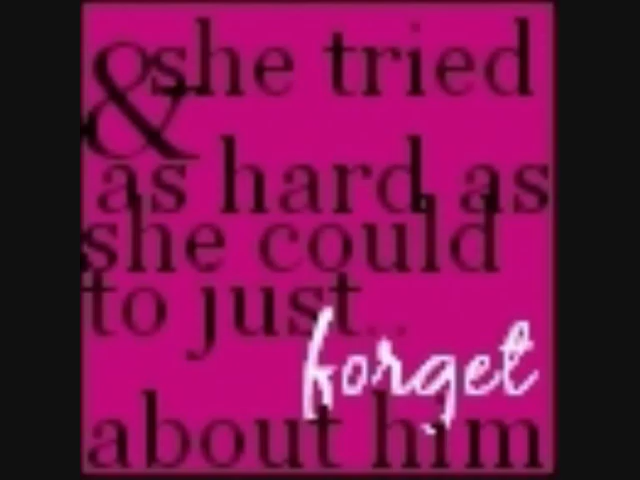 & she tried
as hard as
she could
to just..
forget
about him